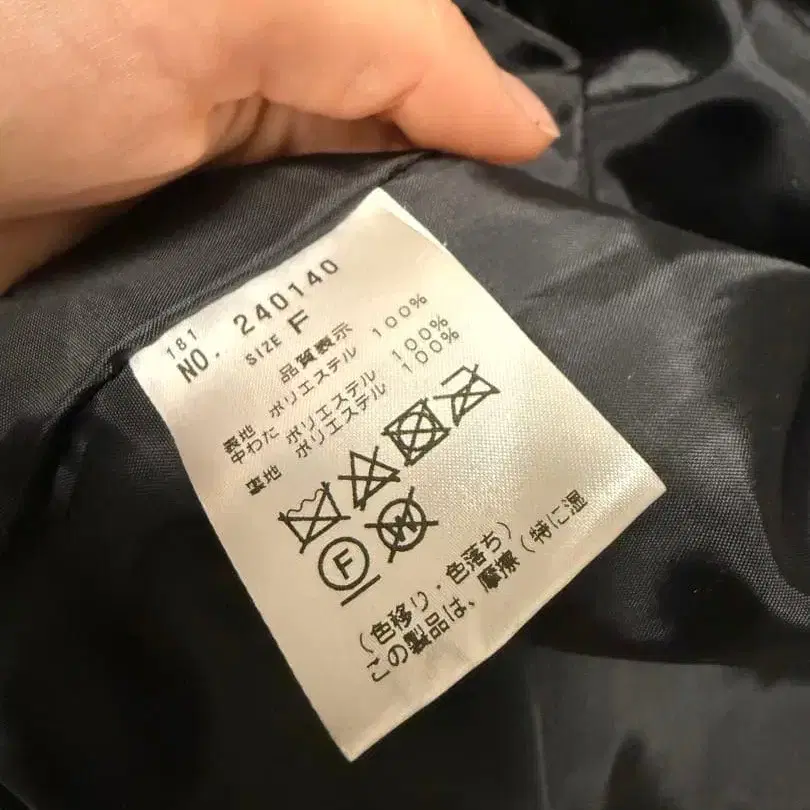 181
NO. 240140
SIZE F
品質表示
表地 ポリエステル 100%
中わた ポリエステル 100%
裏地 ポリエステル 100%
F W
(色移り・色落ち)
この製品は、摩擦(特に湿